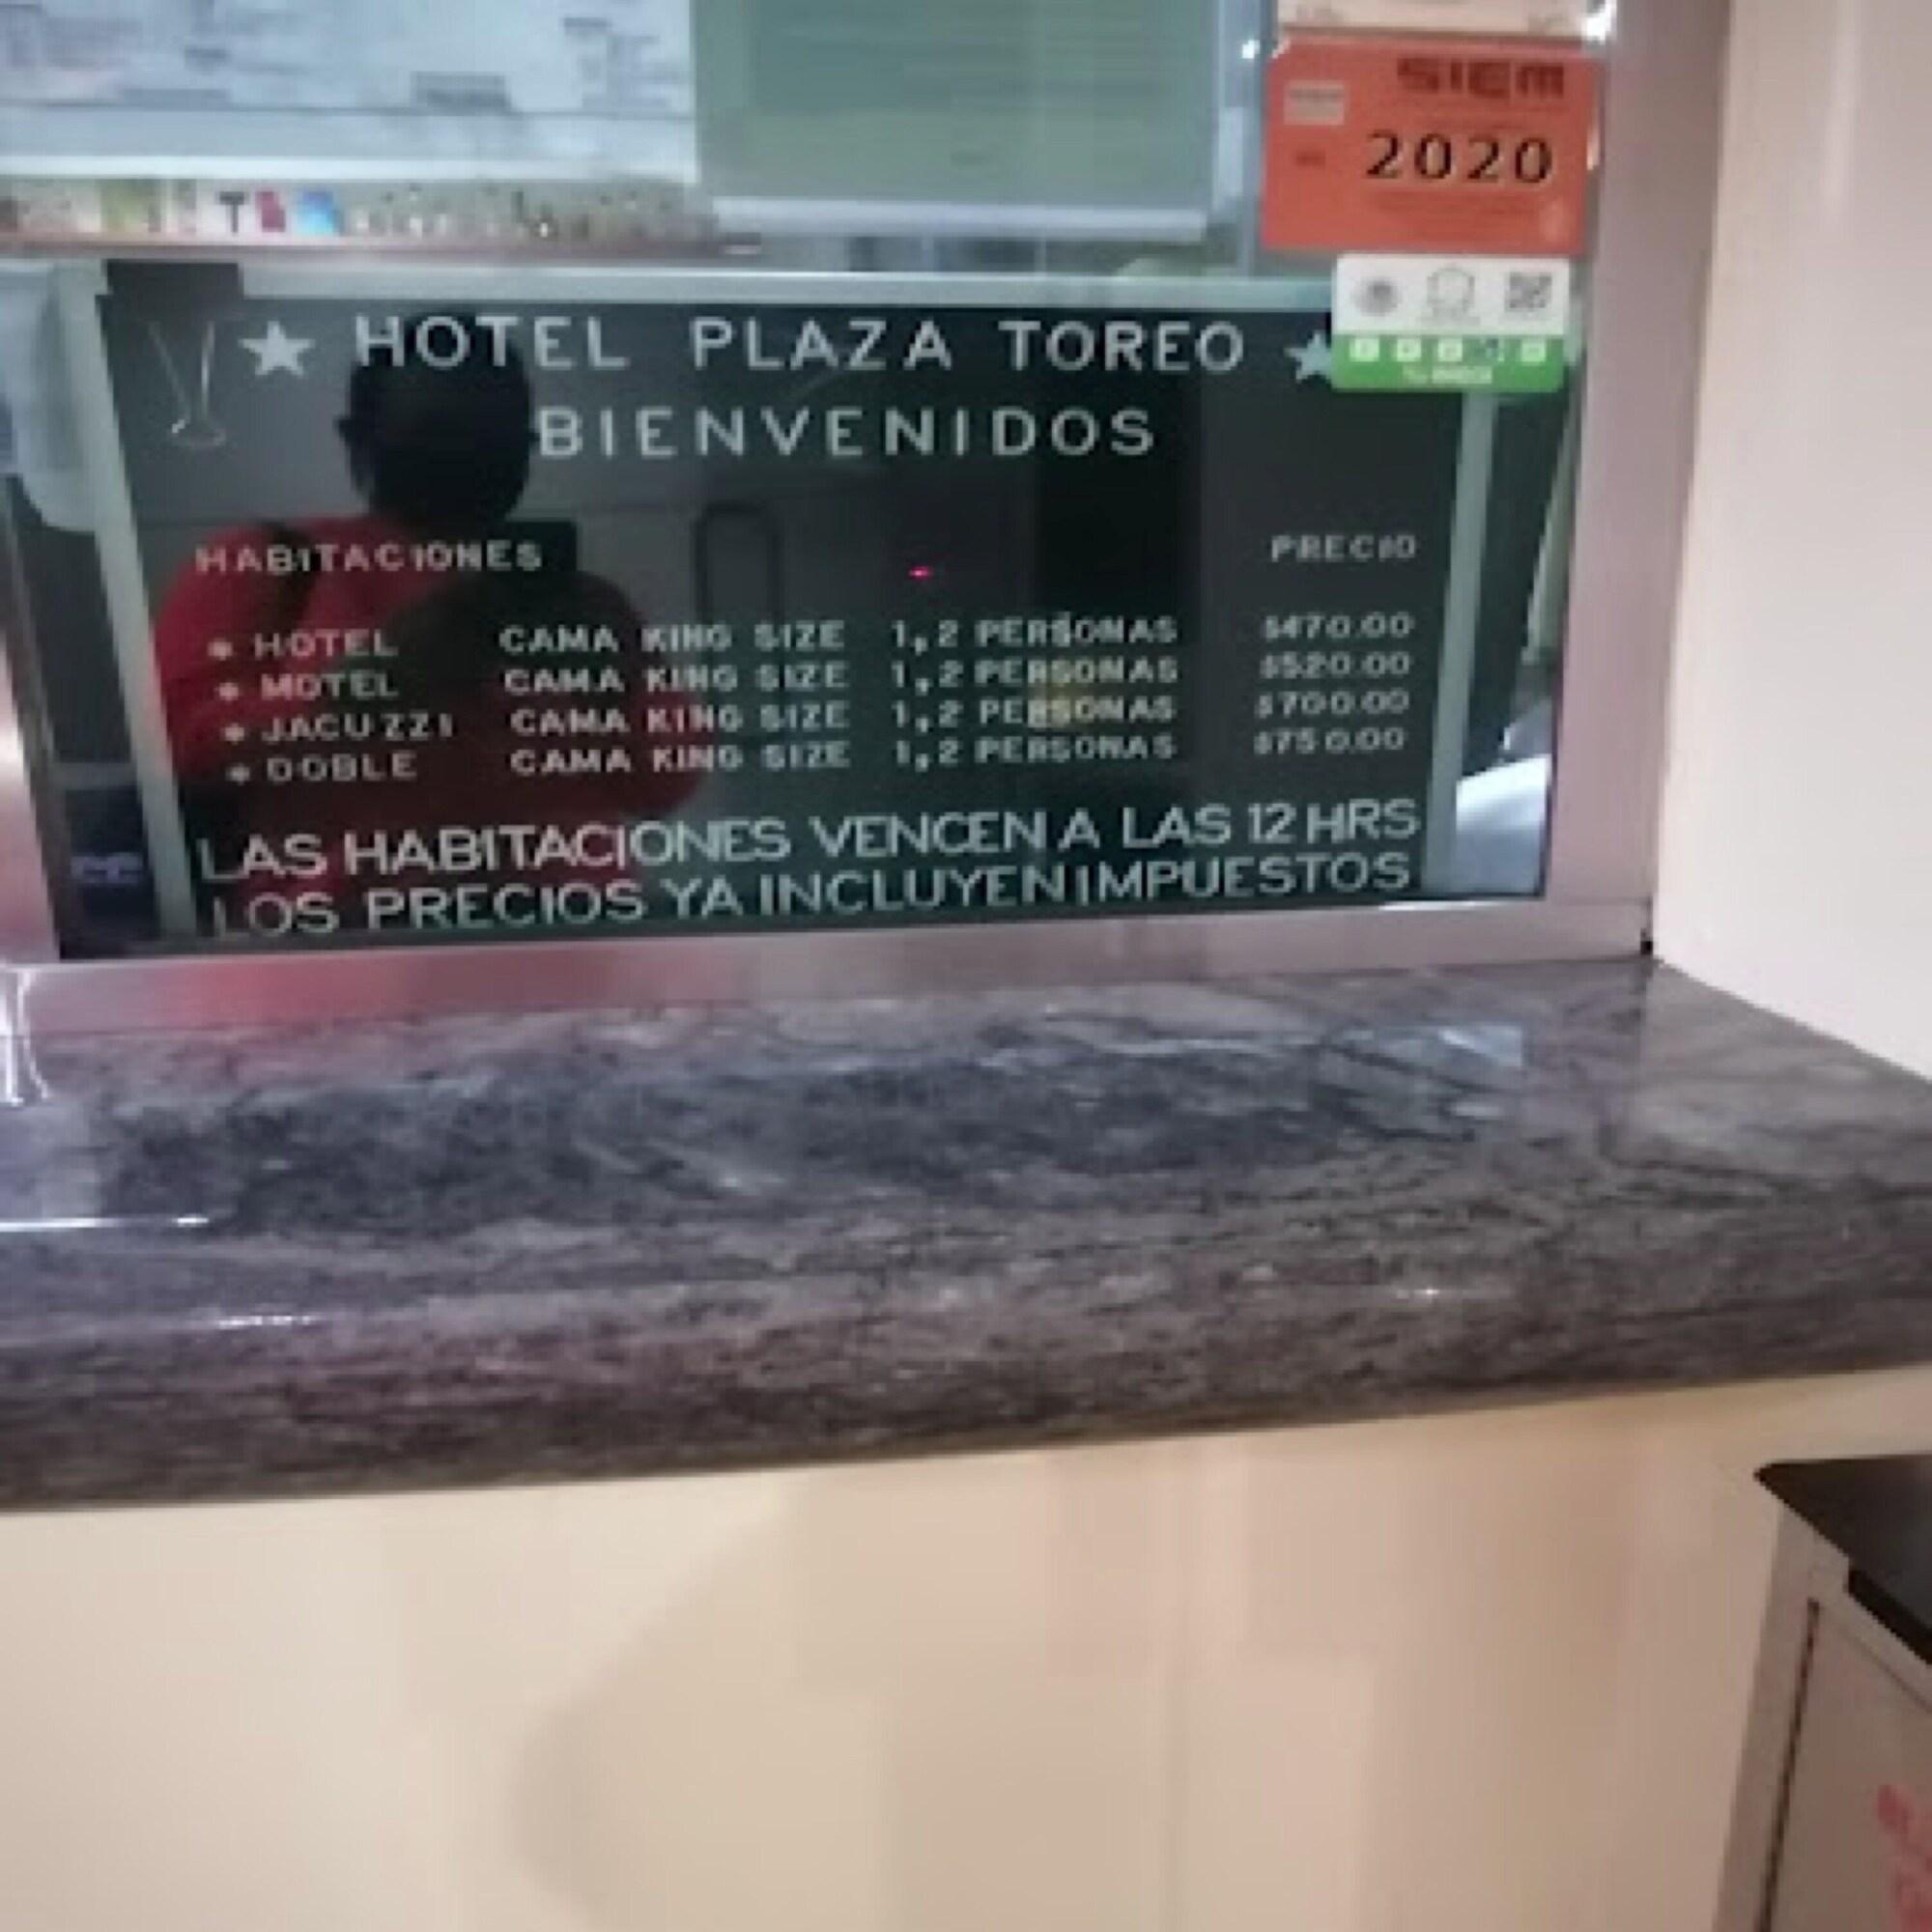 SIEM
2020
★ HOTEL PLAZA TOREO ★
BIENVENIDOS
HABITACIONES PRECIO
* HOTEL CAMA KING SIZE 1,2 PERSONAS $470.00
* MOTEL CAMA KING SIZE 1,2 PERSONAS $520.00
* JACUZZI CAMA KING SIZE 1,2 PERSONAS $700.00
* DOBLE CAMA KING SIZE 1,2 PERSONAS $750.00
LAS HABITACIONES VENCEN A LAS 12 HRS
LOS PRECIOS YA INCLUYEN IMPUESTOS